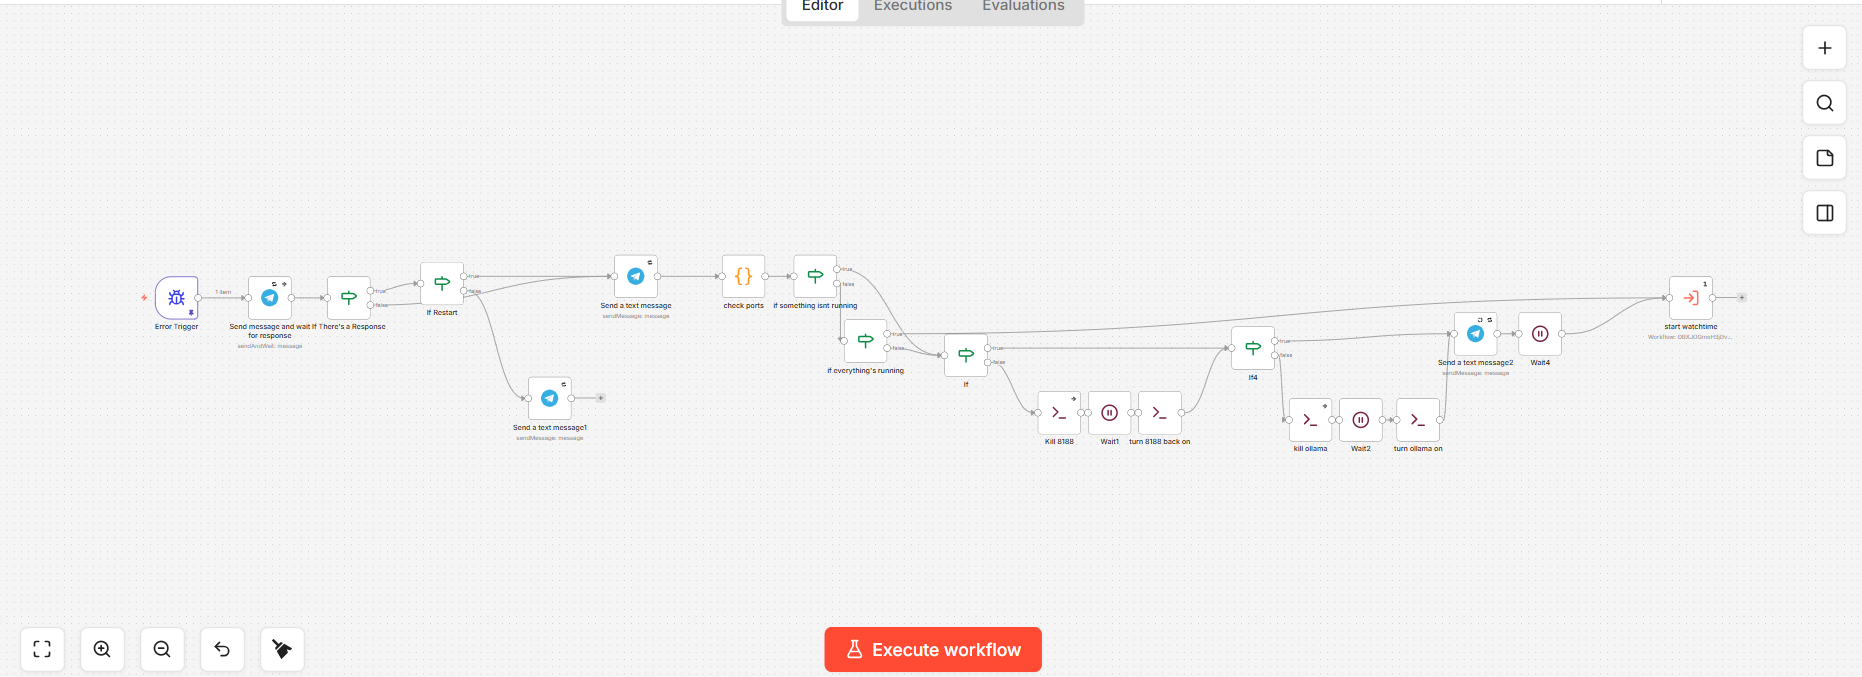 Editor
Executions
Evaluations
1 item
Error Trigger
Send message and wait for response
sendAndWait: message
If There's a Response
true
false
If Restart
true
false
Send a text message
sendMessage: message
check ports
if something isnt running
true
false
Send a text message1
sendMessage: message
if everything's running
true
false
If
true
false
Kill 8188
Wait1
turn 8188 back on
If4
true
false
kill ollama
Wait2
turn ollama on
Send a text message2
sendMessage: message
Wait4
1
start watchtime
Execute workflow